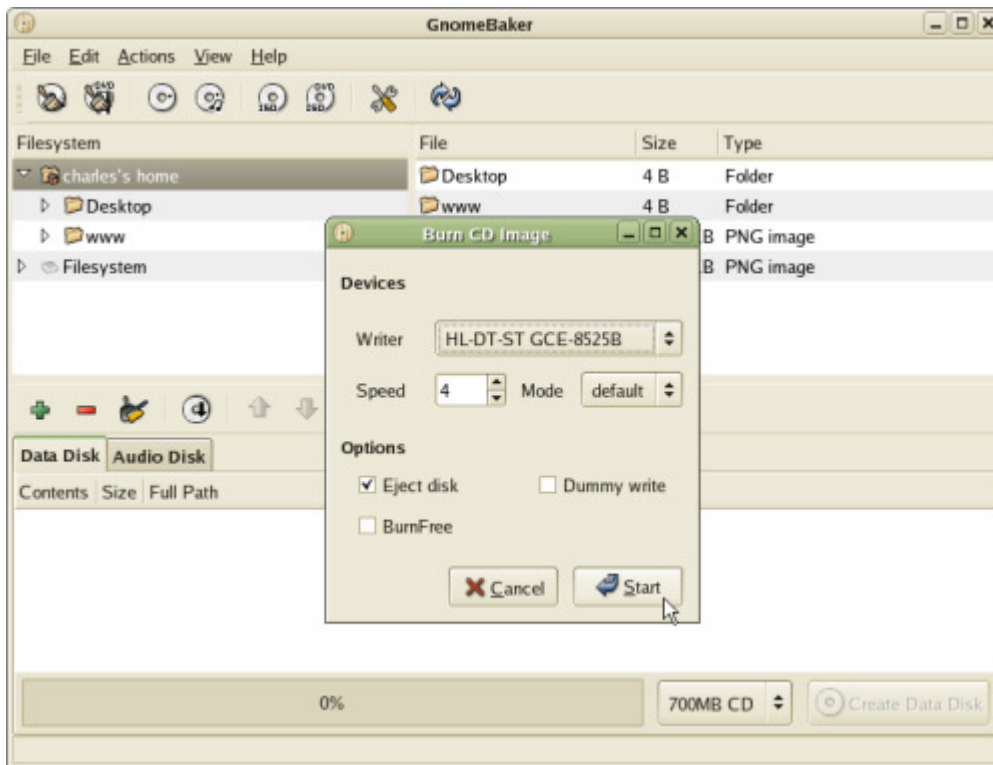 GnomeBaker
File Edit Actions View Help
Filesystem File Size Type
charles's home Desktop 4 B Folder
Desktop www 4 B Folder
www B PNG image
Filesystem B PNG image
Burn CD Image
Devices
Writer HL-DT-ST GCE-8525B
Speed 4 Mode default
Options
Eject disk Dummy write
BurnFree
Cancel Start
Data Disk Audio Disk
Contents Size Full Path
0% 700MB CD Create Data Disk